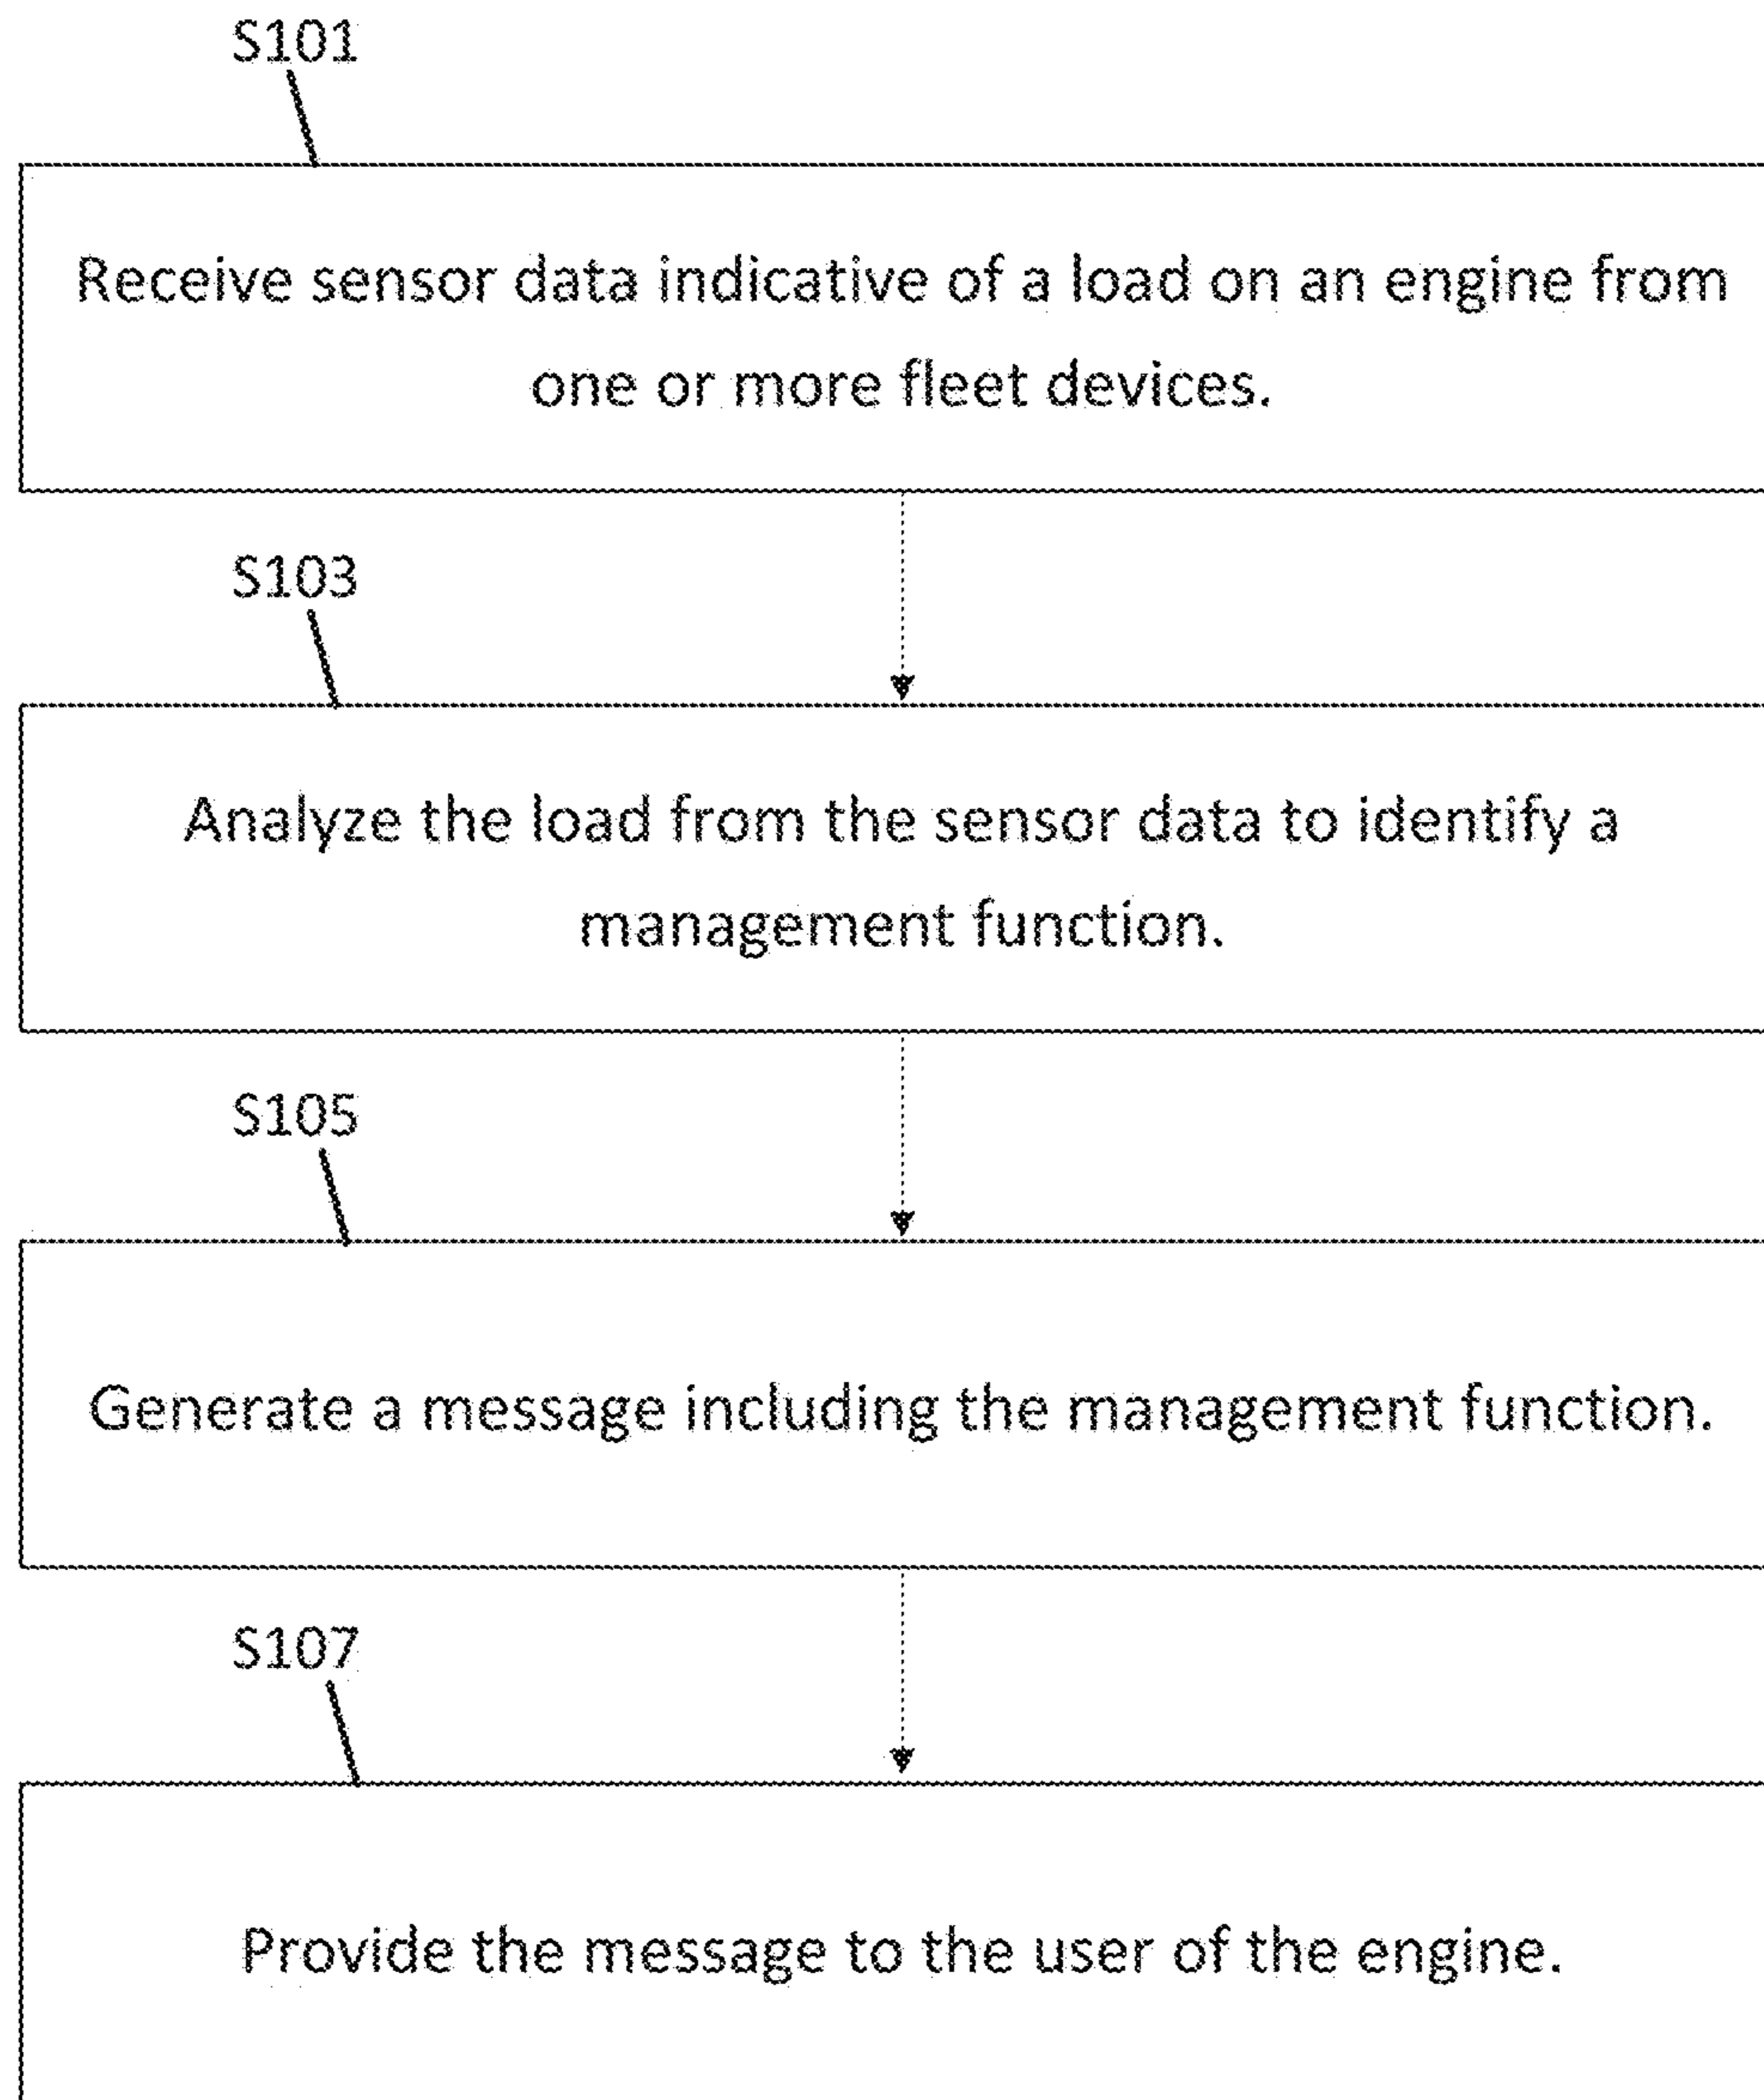 S101
Receive sensor data indicative of a load on an engine from
one or more fleet devices.
S103
Analyze the load from the sensor data to identify a
management function.
S105
Generate a message including the management function.
S107
Provide the message to the user of the engine.